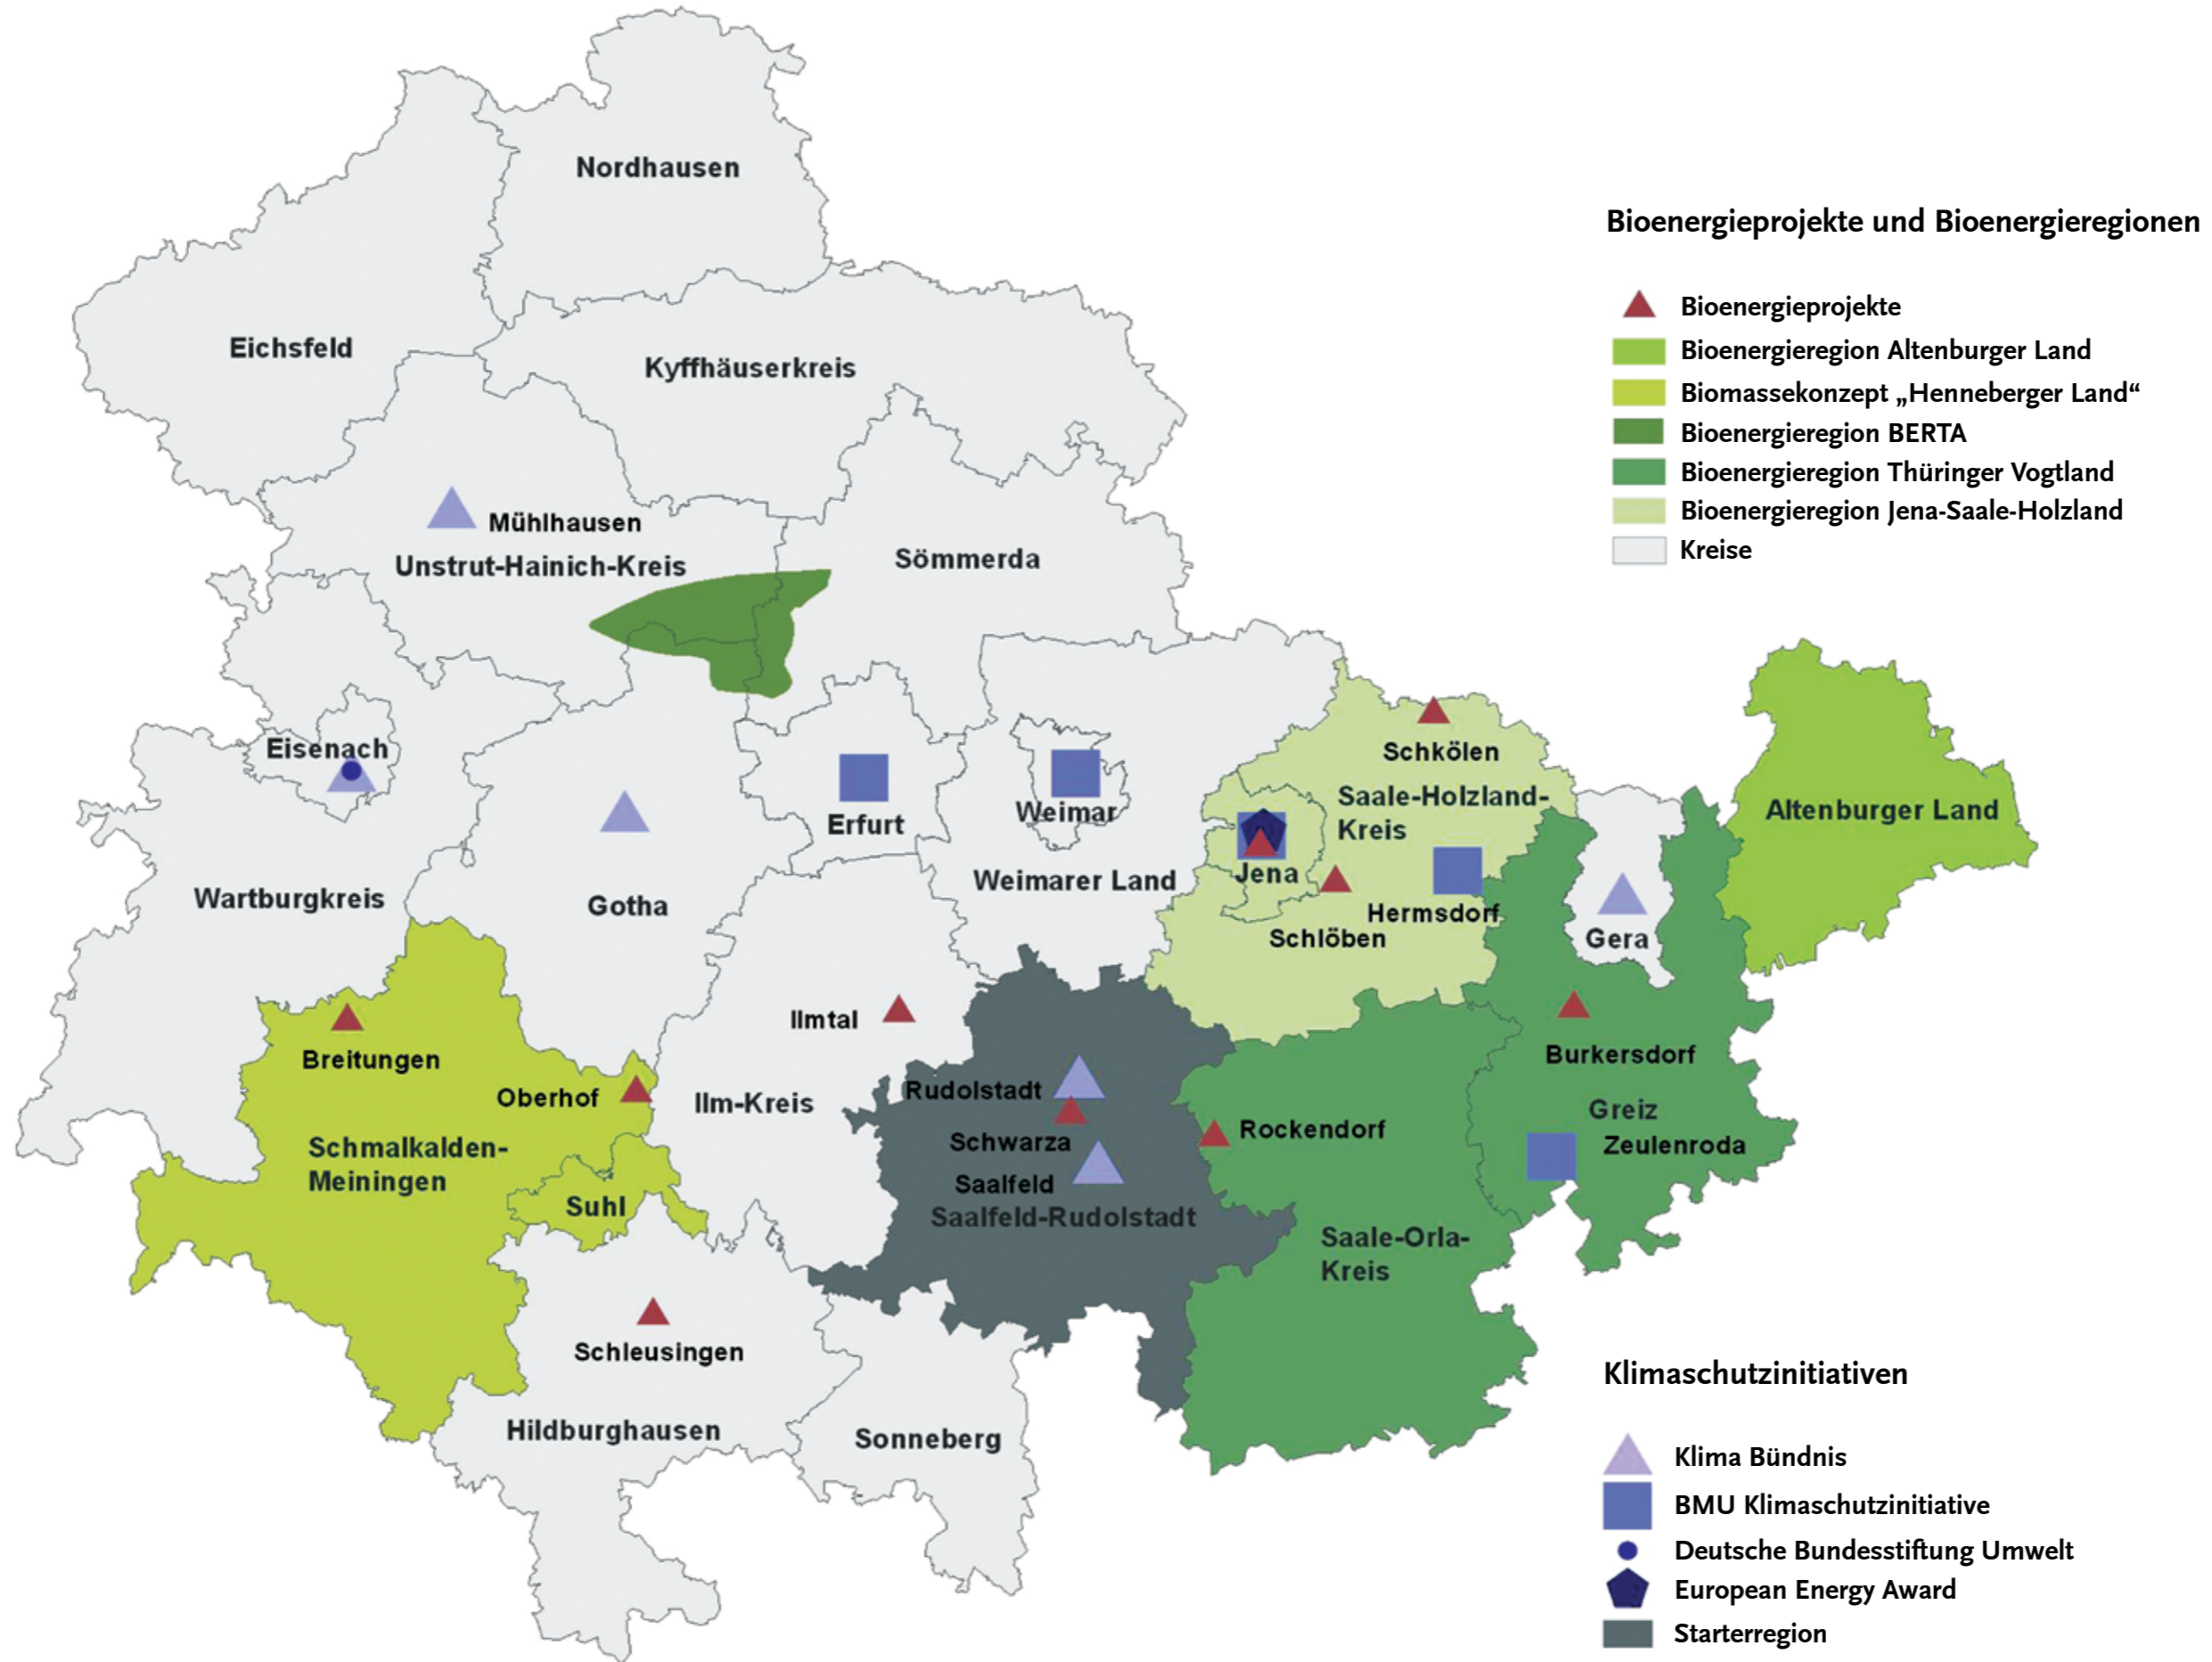 Nordhausen
Bioenergieprojekte und Bioenergieregionen
Bioenergieprojekte
Bioenergieregion Altenburger Land
Biomassekonzept „Henneberger Land“
Bioenergieregion BERTA
Bioenergieregion Thüringer Vogtland
Bioenergieregion Jena-Saale-Holzland
Kreise
Eichsfeld
Kyffhäuserkreis
Mühlhausen
Unstrut-Hainich-Kreis
Sömmerda
Eisenach
Erfurt
Weimar
Schkölen
Saale-Holzland-
Kreis
Altenburger Land
Wartburgkreis
Gotha
Weimarer Land
Jena
Hermsdorf
Schlöben
Gera
Ilmtal
Breitungen
Oberhof
Ilm-Kreis
Rudolstadt
Schwarza
Saalfeld
Saalfeld-Rudolstadt
Rockendorf
Burkersdorf
Greiz
Zeulenroda
Schmalkalden-
Meiningen
Suhl
Saale-Orla-
Kreis
Schleusingen
Hildburghausen
Sonneberg
Klimaschutzinitiativen
Klima Bündnis
BMU Klimaschutzinitiative
Deutsche Bundesstiftung Umwelt
European Energy Award
Starterregion